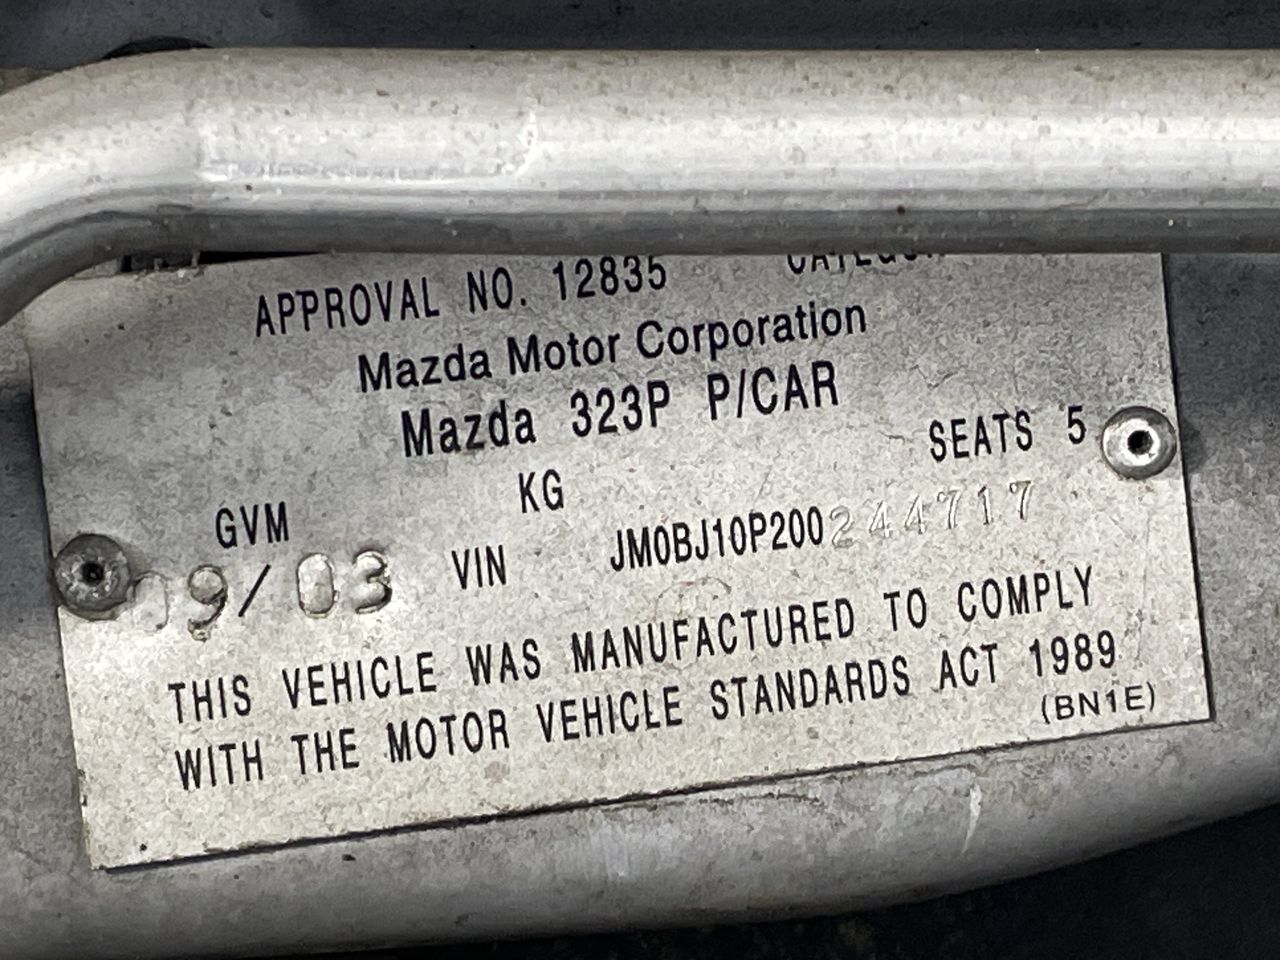 APPROVAL NO. 12835
Mazda Motor Corporation
Mazda 323P P/CAR
SEATS 5
GVM KG
09/03 VIN JM0BJ10P200244717
THIS VEHICLE WAS MANUFACTURED TO COMPLY
WITH THE MOTOR VEHICLE STANDARDS ACT 1989
(BN1E)